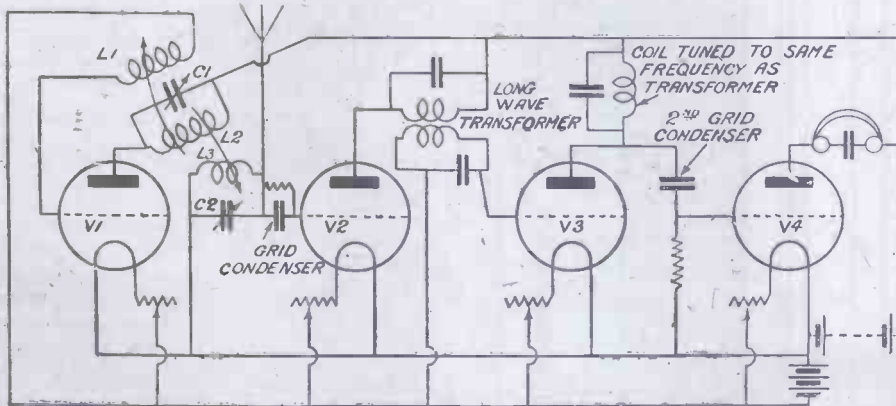 L1
C1
L2
L3
C2
V1
GRID
CONDENSER
V2
LONG
WAVE
TRANSFORMER
COIL TUNED TO SAME
FREQUENCY AS
TRANSFORMER
2ND GRID
CONDENSER
V3
V4